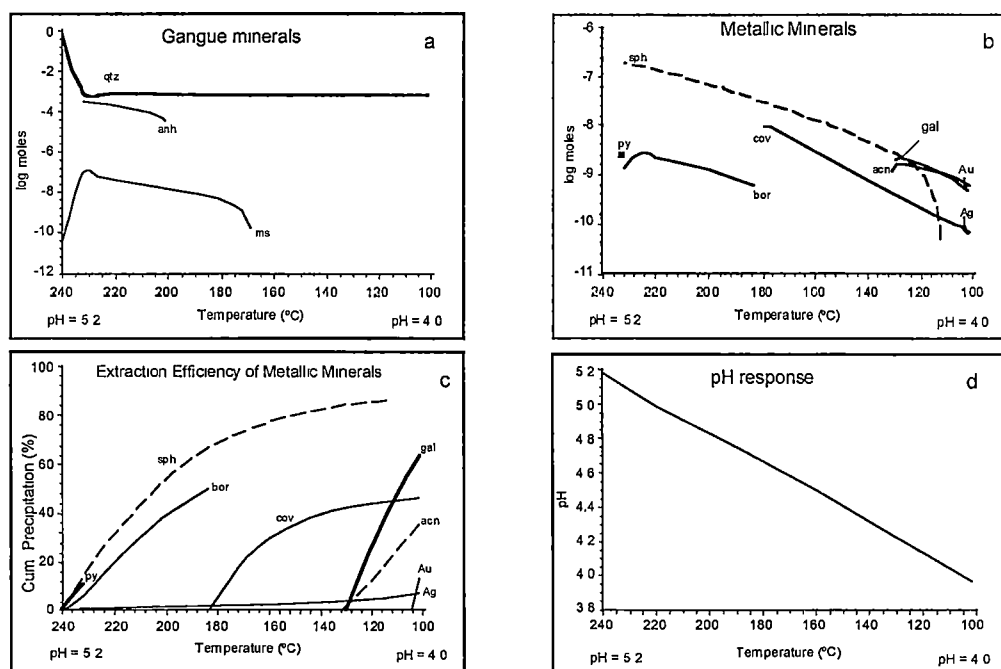 Gangue minerals
a
log moles
0
-2
-4
-6
-8
-10
-12
qtz
anh
ms
240 220 200 180 160 140 120 100
Temperature (ºC)
pH = 5 2
pH = 4 0
Metallic Minerals
b
log moles
-6
-7
-8
-9
-10
-11
sph
py
bor
cov
gal
acn
Au
Ag
240 220 200 180 160 140 120 100
Temperature (ºC)
pH = 5 2
pH = 4 0
Extraction Efficiency of Metallic Minerals
c
Cum Precipitation (%)
100
80
60
40
20
0
sph
bor
py
cov
gal
acn
Au
Ag
240 220 200 180 160 140 120 100
Temperature (ºC)
pH = 5 2
pH = 4 0
pH response
d
pH
5 2
5 0
4 8
4 6
4 4
4 2
4 0
3 8
240 220 200 180 160 140 120 100
Temperature (ºC)
pH = 5 2
pH = 4 0